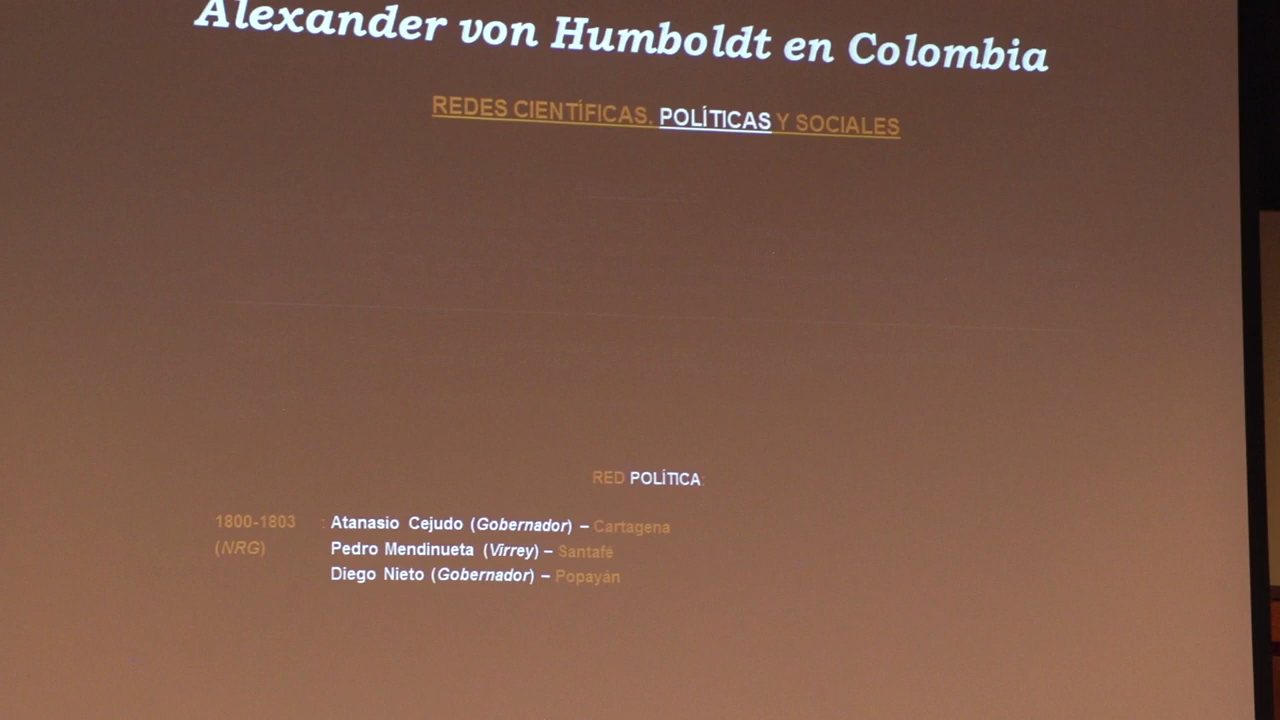 Alexander von Humboldt en Colombia
REDES CIENTÍFICAS. POLÍTICAS Y SOCIALES
RED POLÍTICA:
1800-1803 : Atanasio Cejudo (Gobernador) – Cartagena
(NRG) Pedro Mendinueta (Virrey) – Santafé
Diego Nieto (Gobernador) – Popayán